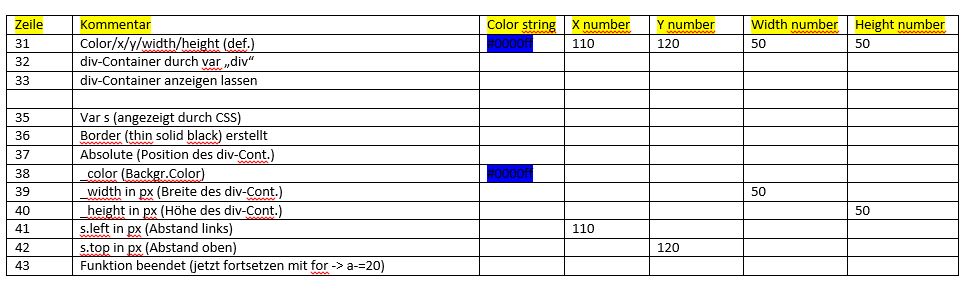 Zeile Kommentar Color string X number Y number Width number Height number
31 Color/x/y/width/height (def.) #0000ff 110 120 50 50
32 div-Container durch var „div“
33 div-Container anzeigen lassen
35 Var s (angezeigt durch CSS)
36 Border (thin solid black) erstellt
37 Absolute (Position des div-Cont.)
38 _color (Backgr.Color) #0000ff
39 _width in px (Breite des div-Cont.) 50
40 _height in px (Höhe des div-Cont.) 50
41 s.left in px (Abstand links) 110
42 s.top in px (Abstand oben) 120
43 Funktion beendet (jetzt fortsetzen mit for -> a-=20)